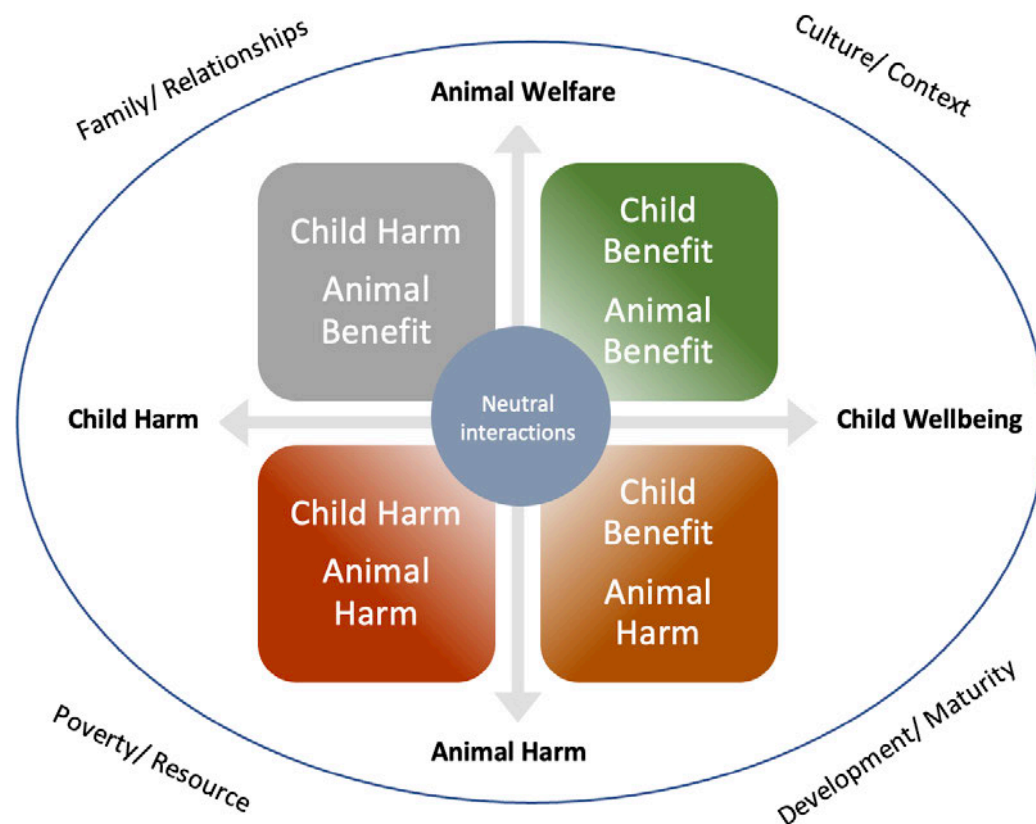 Family/ Relationships
Culture/ Context
Animal Welfare
Child Harm
Animal
Benefit
Child
Benefit
Animal
Benefit
Child Harm
Neutral
interactions
Child Wellbeing
Child Harm
Animal
Harm
Child
Benefit
Animal
Harm
Animal Harm
Poverty/ Resource
Development/ Maturity